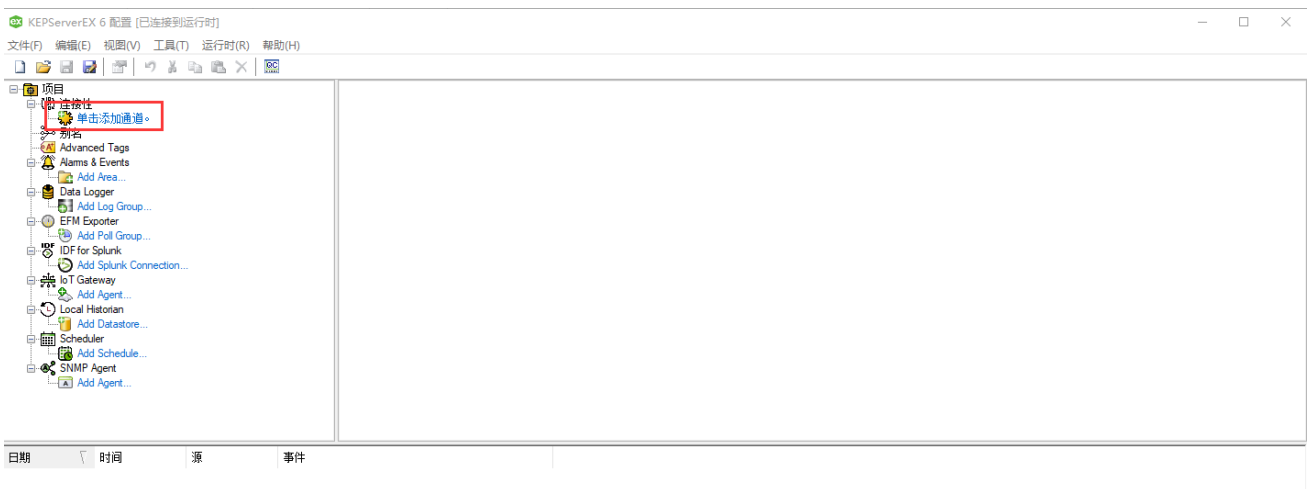 KEPServerEX 6 配置 [已连接到运行时]
文件(F) 编辑(E) 视图(V) 工具(T) 运行时(R) 帮助(H)
项目
连接性
单击添加通道。
别名
Advanced Tags
Alarms & Events
Add Area...
Data Logger
Add Log Group...
EFM Exporter
Add Poll Group...
IDF for Splunk
Add Splunk Connection...
IoT Gateway
Add Agent...
Local Historian
Add Datastore...
Scheduler
Add Schedule...
SNMP Agent
Add Agent...
日期 时间 源 事件